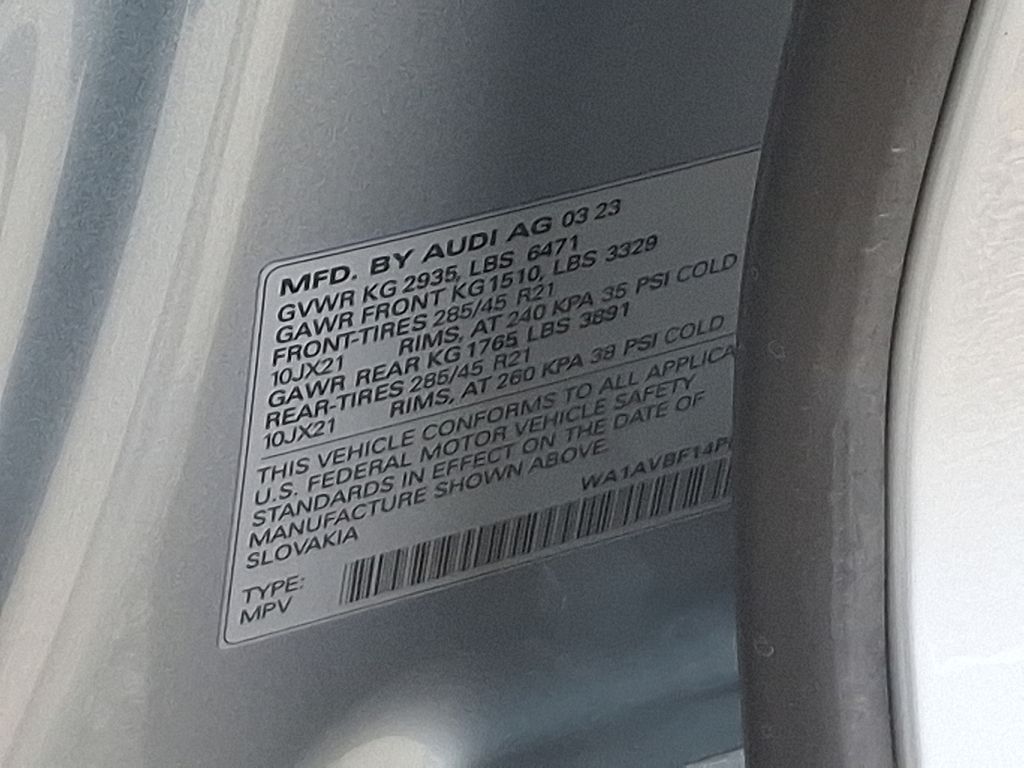 MFD. BY AUDI AG 03 23
GVWR KG 2935, LBS 6471
GAWR FRONT KG 1510, LBS 3329
FRONT-TIRES 285/45 R21
10JX21 RIMS, AT 240 KPA 35 PSI COLD
GAWR REAR KG 1765 LBS 3891
REAR-TIRES 285/45 R21
10JX21 RIMS, AT 260 KPA 38 PSI COLD
THIS VEHICLE CONFORMS TO ALL APPLICA
U.S. FEDERAL MOTOR VEHICLE SAFETY
STANDARDS IN EFFECT ON THE DATE OF
MANUFACTURE SHOWN ABOVE.
SLOVAKIA
WA1AVBF14P
TYPE:
MPV